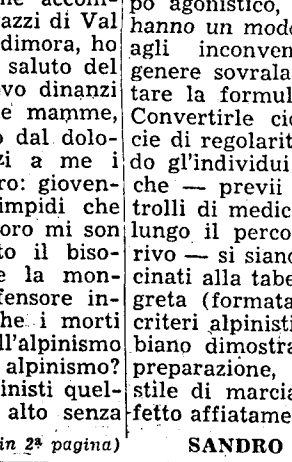 accom-
azzi di Val
dimora, ho
saluto del
vo dinanzi
e mamme,
dal dolo-
zi a me i
ro: gioven-
impidi che
oro mi son
to il biso-
e la mon-
fensore in-
he i morti
ll'alpinismo
alpinismo?
inisti quel-
alto senza
in 2ª pagina)
po agonistico,
hanno un mod
agli inconven
genere sovrala
tare la formul
Convertirle cio
cie di regolarit
do gl'individui
che — previi
trolli di medic
lungo il perco
rivo — si siano
cinati alla tabe
greta (formata
criteri alpinisti
biano dimostra
preparazione,
stile di marcia
fetto affiatame
SANDRO